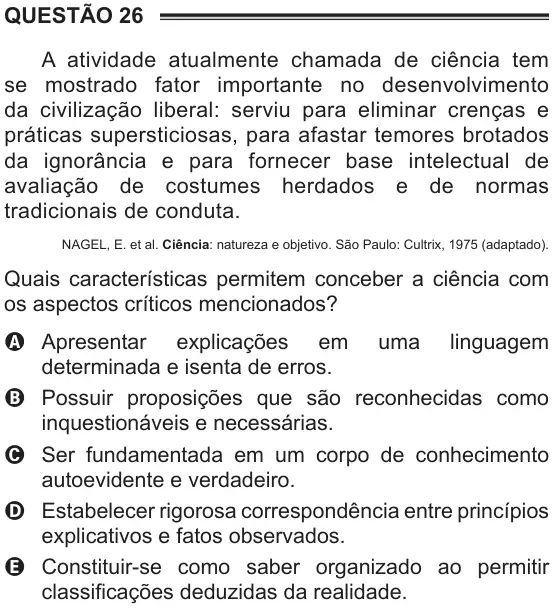 QUESTÃO 26
A atividade atualmente chamada de ciência tem
se mostrado fator importante no desenvolvimento
da civilização liberal: serviu para eliminar crenças e
práticas supersticiosas, para afastar temores brotados
da ignorância e para fornecer base intelectual de
avaliação de costumes herdados e de normas
tradicionais de conduta.
NAGEL, E. et al. Ciência: natureza e objetivo. São Paulo: Cultrix, 1975 (adaptado).
Quais características permitem conceber a ciência com
os aspectos críticos mencionados?
A Apresentar explicações em uma linguagem
determinada e isenta de erros.
B Possuir proposições que são reconhecidas como
inquestionáveis e necessárias.
C Ser fundamentada em um corpo de conhecimento
autoevidente e verdadeiro.
D Estabelecer rigorosa correspondência entre princípios
explicativos e fatos observados.
E Constituir-se como saber organizado ao permitir
classificações deduzidas da realidade.